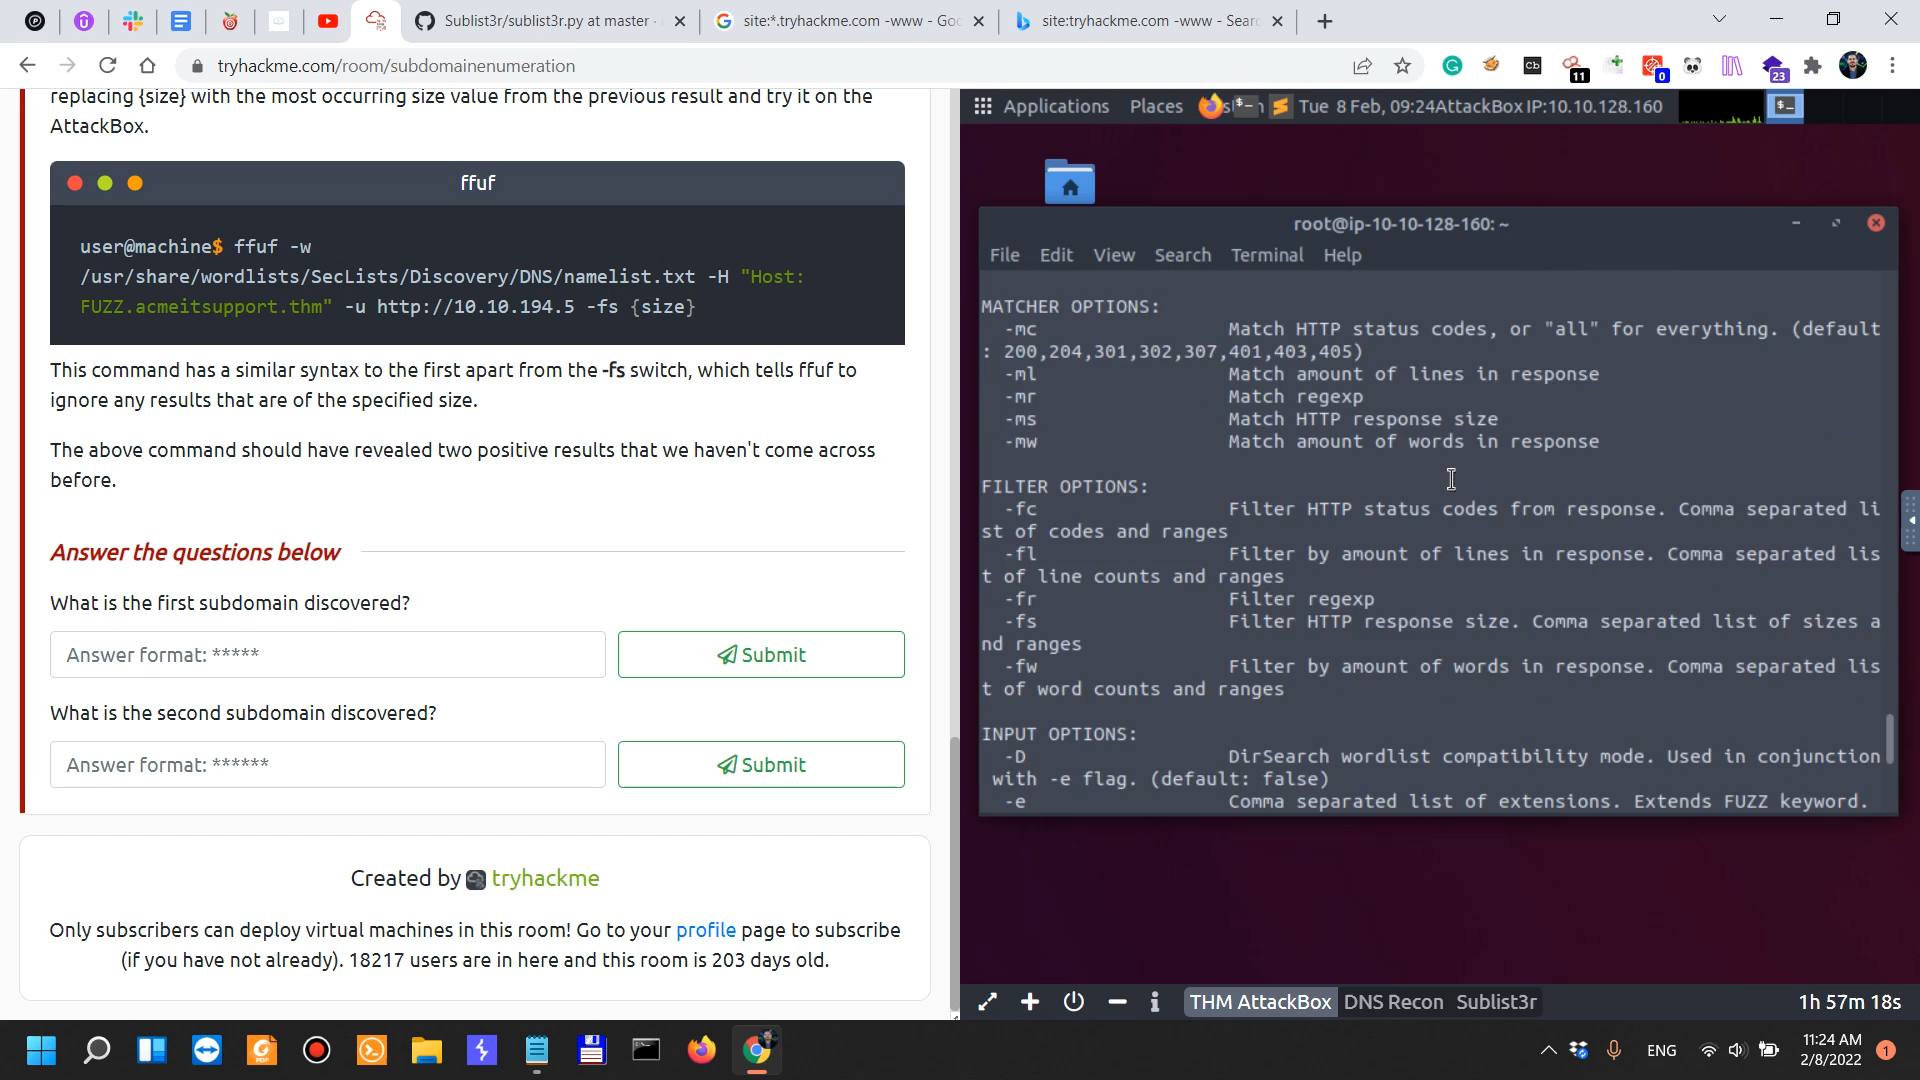 Sublist3r/sublist3r.py at master ·
site:*.tryhackme.com -www - Goo
site:tryhackme.com -www - Searc
tryhackme.com/room/subdomainenumeration
11
0
23
replacing {size} with the most occurring size value from the previous result and try it on the
AttackBox.
ffuf
user@machine$ ffuf -w
/usr/share/wordlists/SecLists/Discovery/DNS/namelist.txt -H "Host:
FUZZ.acmeitsupport.thm" -u http://10.10.194.5 -fs {size}
This command has a similar syntax to the first apart from the -fs switch, which tells ffuf to
ignore any results that are of the specified size.
The above command should have revealed two positive results that we haven't come across
before.
Answer the questions below
What is the first subdomain discovered?
Answer format: *****
Submit
What is the second subdomain discovered?
Answer format: ******
Submit
Created by tryhackme
Only subscribers can deploy virtual machines in this room! Go to your profile page to subscribe
(if you have not already). 18217 users are in here and this room is 203 days old.
Applications Places Tue 8 Feb, 09:24 AttackBox IP:10.10.128.160
root@ip-10-10-128-160: ~
File Edit View Search Terminal Help
MATCHER OPTIONS:
-mc Match HTTP status codes, or "all" for everything. (default
: 200,204,301,302,307,401,403,405)
-ml Match amount of lines in response
-mr Match regexp
-ms Match HTTP response size
-mw Match amount of words in response
FILTER OPTIONS:
-fc Filter HTTP status codes from response. Comma separated li
st of codes and ranges
-fl Filter by amount of lines in response. Comma separated lis
t of line counts and ranges
-fr Filter regexp
-fs Filter HTTP response size. Comma separated list of sizes a
nd ranges
-fw Filter by amount of words in response. Comma separated lis
t of word counts and ranges
INPUT OPTIONS:
-D DirSearch wordlist compatibility mode. Used in conjunction
with -e flag. (default: false)
-e Comma separated list of extensions. Extends FUZZ keyword.
THM AttackBox DNS Recon Sublist3r
1h 57m 18s
ENG
11:24 AM
2/8/2022
1